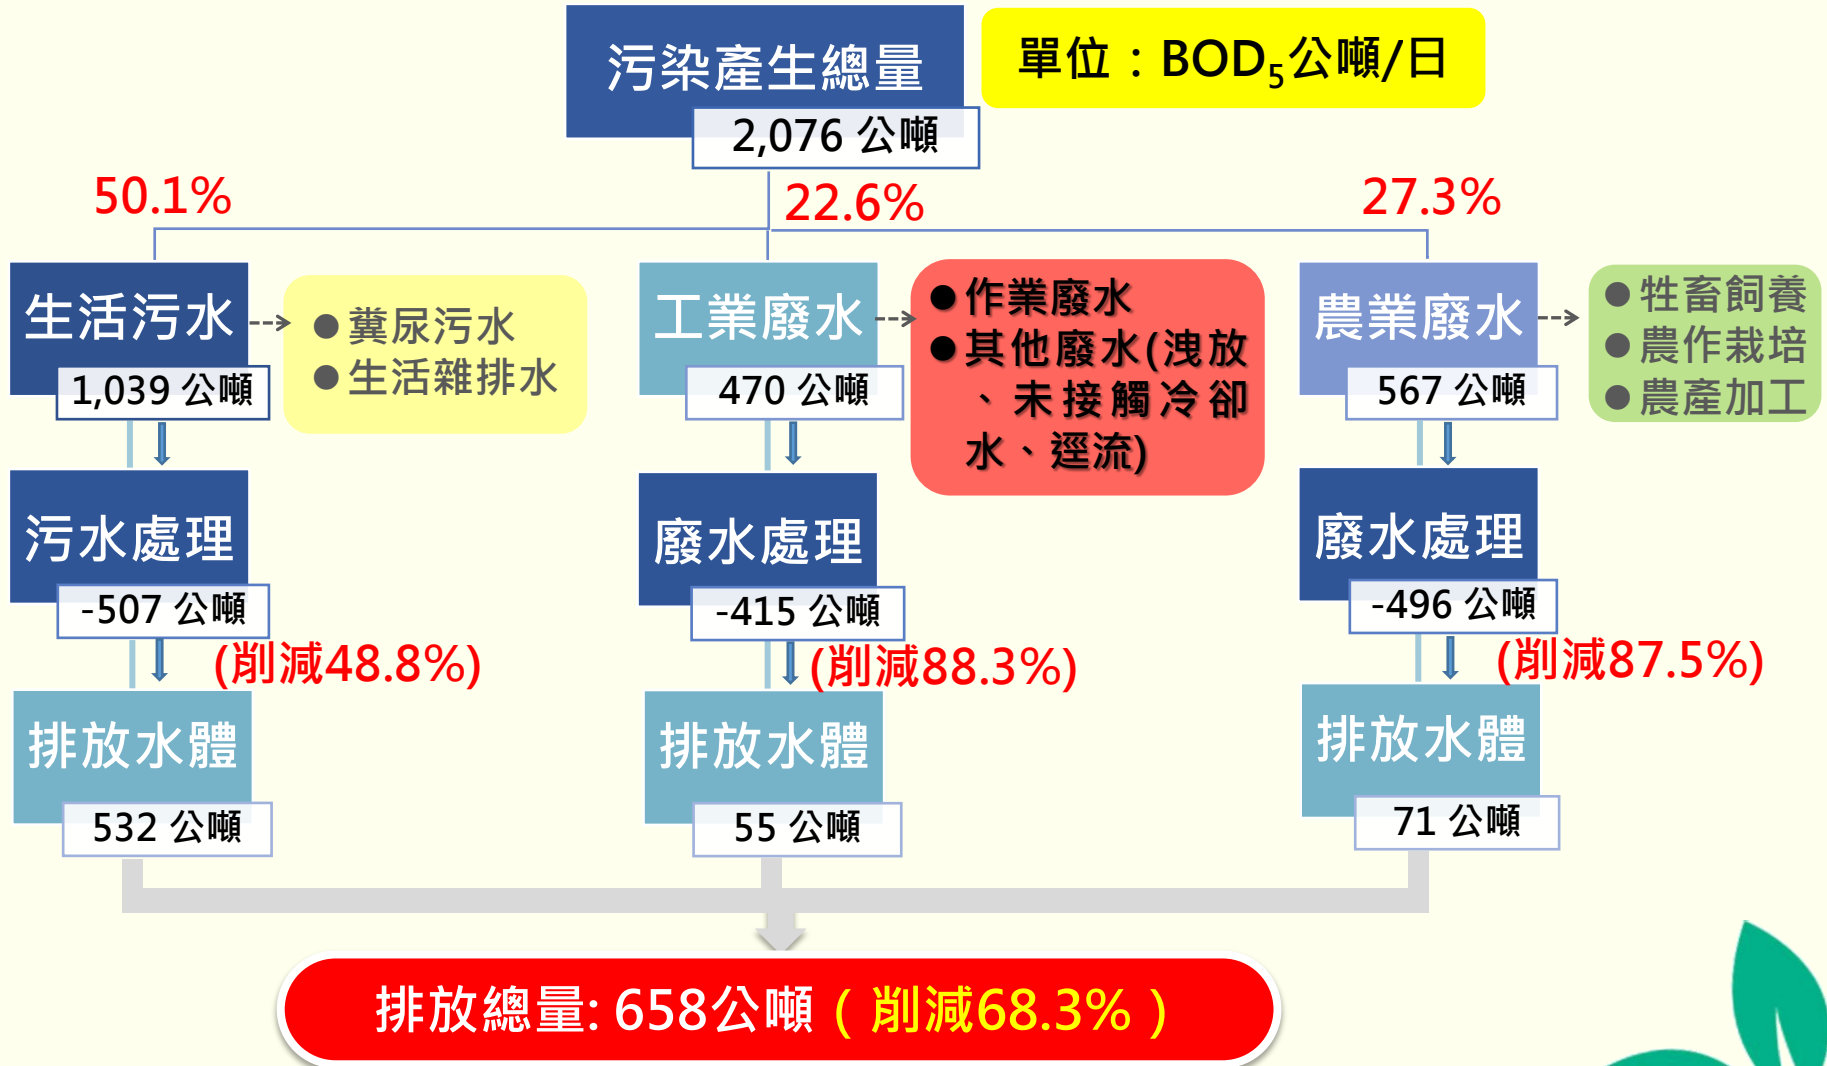 污染產生總量
單位：BOD₅公噸/日
2,076 公噸
50.1%
22.6%
27.3%
生活污水
1,039 公噸
●糞尿污水
●生活雜排水
工業廢水
470 公噸
●作業廢水
●其他廢水(洩放
、未接觸冷卻
水、逕流)
農業廢水
567 公噸
●牲畜飼養
●農作栽培
●農產加工
污水處理
-507 公噸
(削減48.8%)
廢水處理
-415 公噸
(削減88.3%)
廢水處理
-496 公噸
(削減87.5%)
排放水體
532 公噸
排放水體
55 公噸
排放水體
71 公噸
排放總量: 658公噸（削減68.3%）